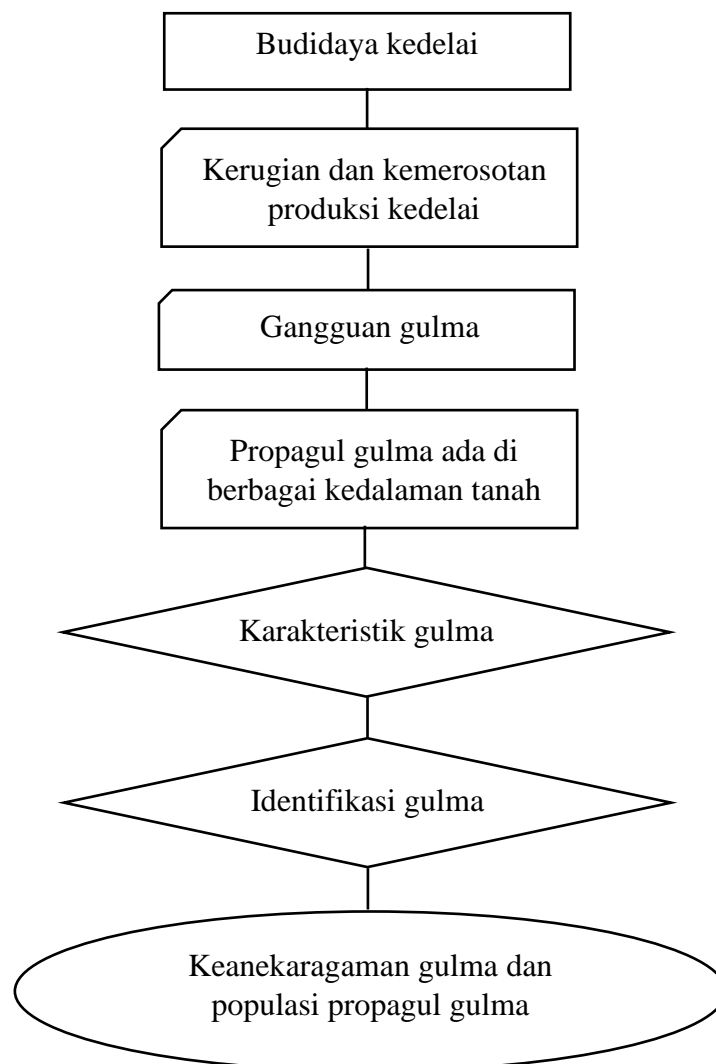 Budidaya kedelai
Kerugian dan kemerosotan
produksi kedelai
Gangguan gulma
Propagul gulma ada di
berbagai kedalaman tanah
Karakteristik gulma
Identifikasi gulma
Keanekaragaman gulma dan
populasi propagul gulma